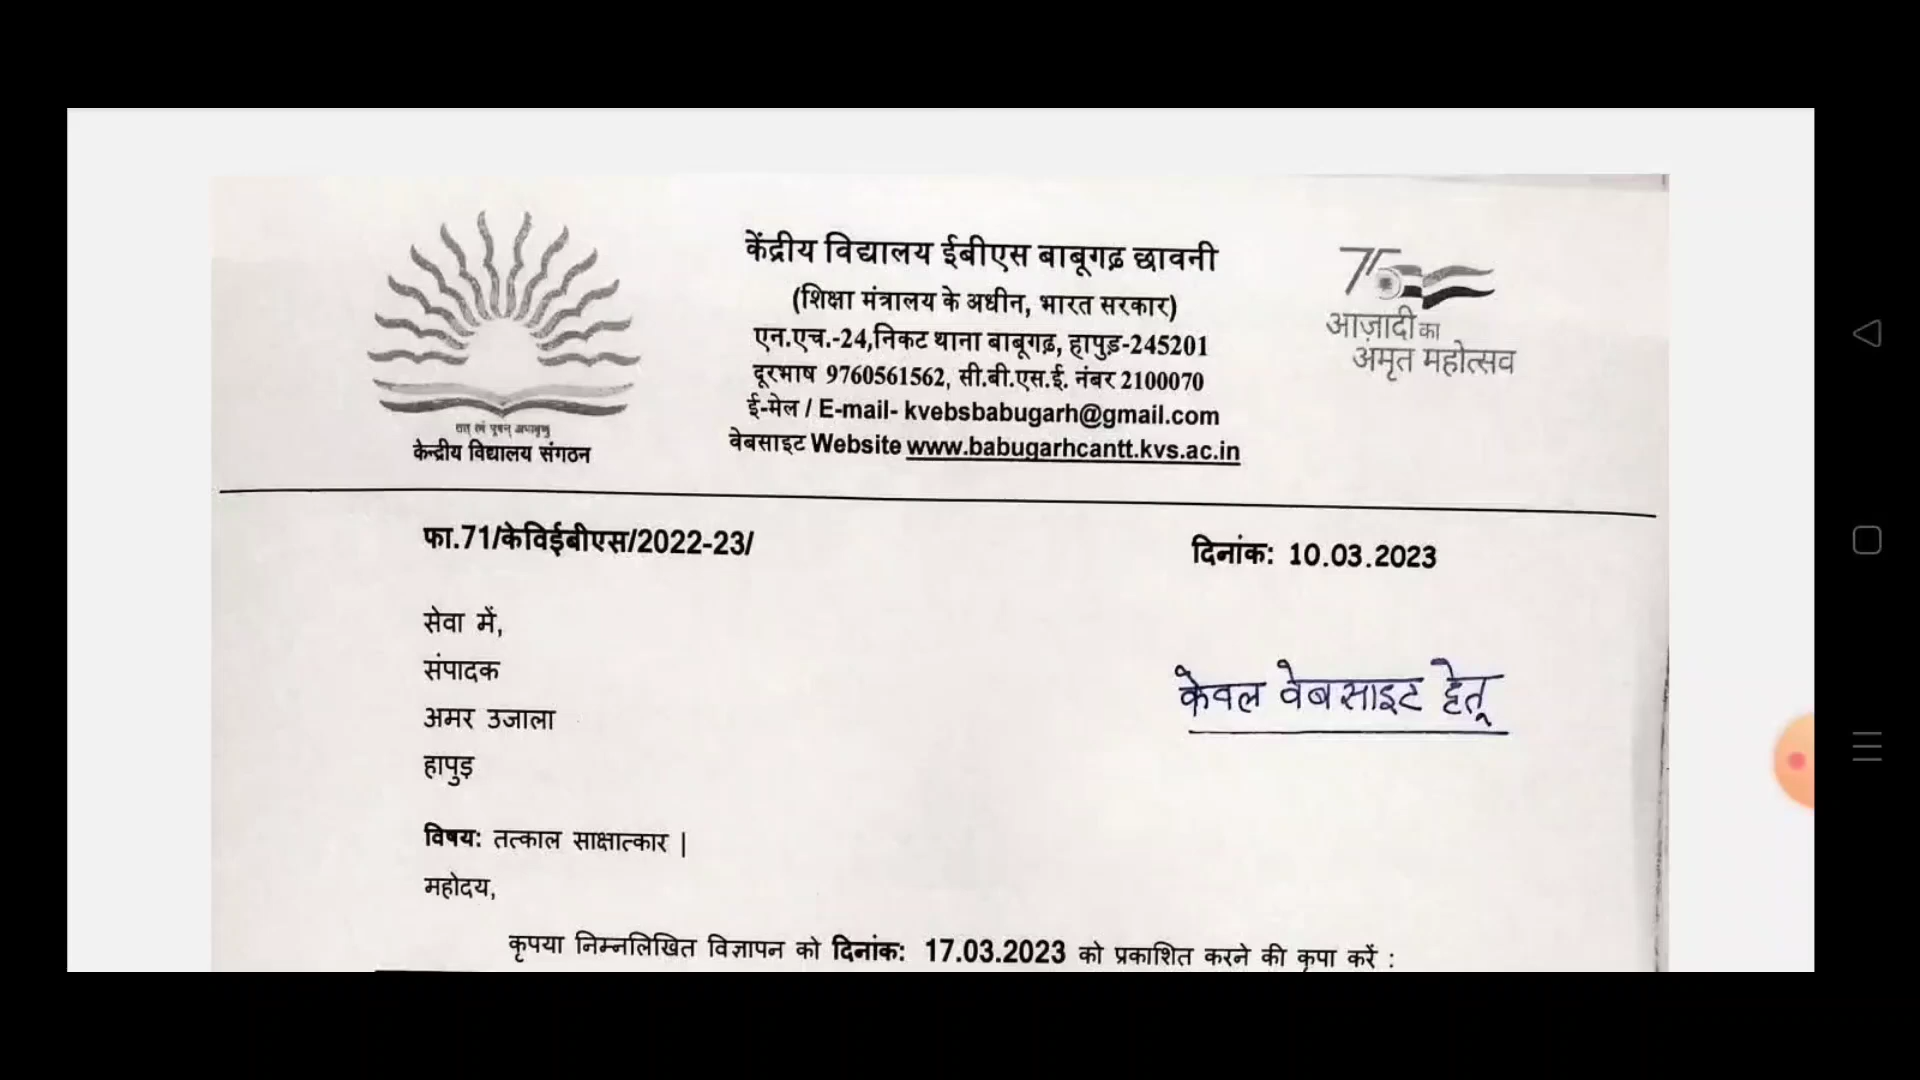 केंद्रीय विद्यालय ईबीएस बाबूगढ़ छावनी
(शिक्षा मंत्रालय के अधीन, भारत सरकार)
एन.एच.-24,निकट थाना बाबूगढ़, हापुड़-245201
दूरभाष 9760561562, सी.बी.एस.ई. नंबर 2100070
ई-मेल / E-mail- kvebsbabugarh@gmail.com
वेबसाइट Website www.babugarhcantt.kvs.ac.in
केन्द्रीय विद्यालय संगठन
75
आज़ादी का
अमृत महोत्सव
फा.71/केविईबीएस/2022-23/
दिनांक: 10.03.2023
सेवा में,
संपादक
अमर उजाला
हापुड़
केवल वेबसाइट हेतू
विषय: तत्काल साक्षात्कार |
महोदय,
कृपया निम्नलिखित विज्ञापन को दिनांक: 17.03.2023 को प्रकाशित करने की कृपा करें :